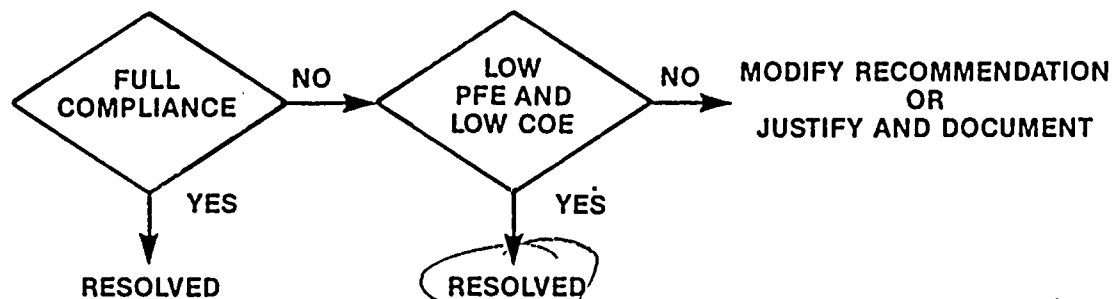 FULL
COMPLIANCE
NO
LOW
PFE AND
LOW COE
NO
MODIFY RECOMMENDATION
OR
JUSTIFY AND DOCUMENT
YES
YES
RESOLVED
RESOLVED